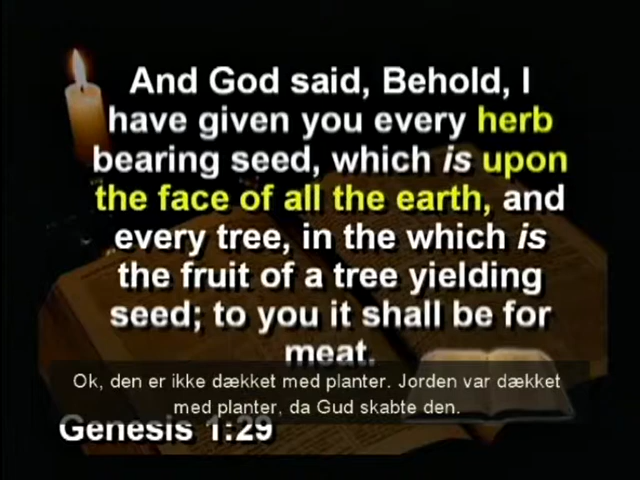 And God said, Behold, I
have given you every herb
bearing seed, which is upon
the face of all the earth, and
every tree, in the which is
the fruit of a tree yielding
seed; to you it shall be for
meat.
Ok, den er ikke dækket med planter. Jorden var dækket
med planter, da Gud skabte den.
Genesis 1:29